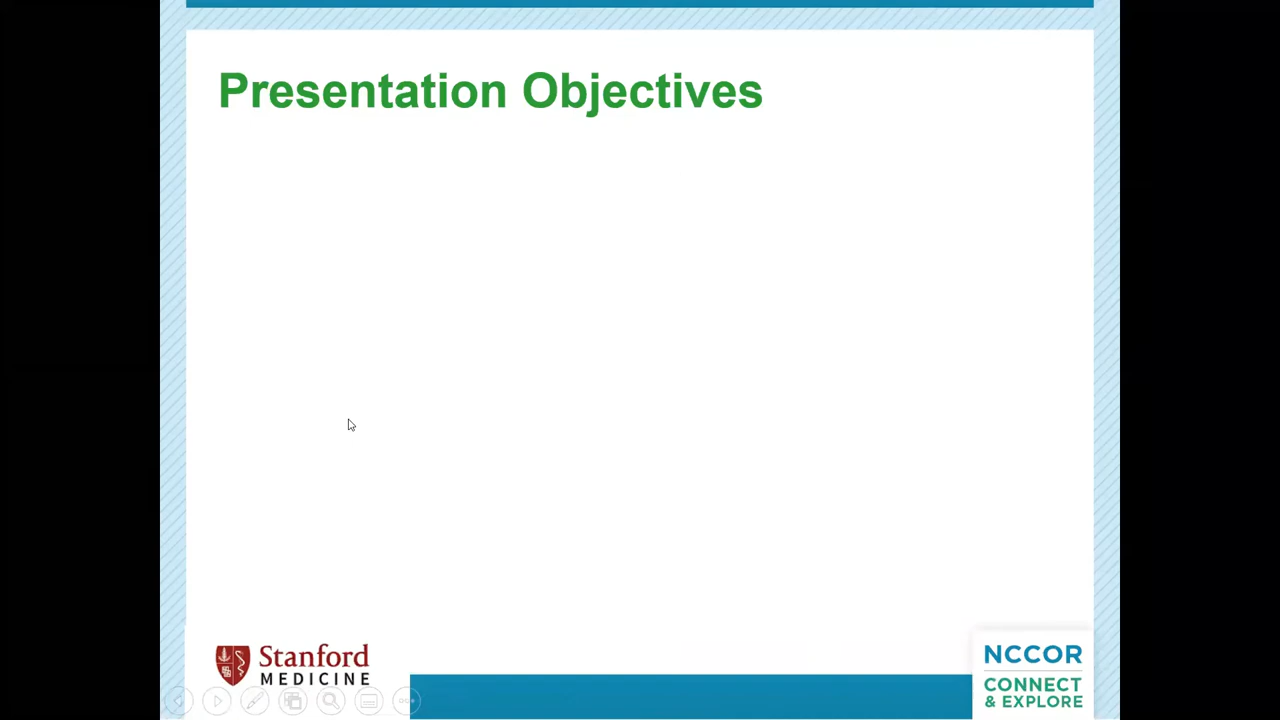 Presentation Objectives
Stanford
MEDICINE
NCCOR
CONNECT
& EXPLORE